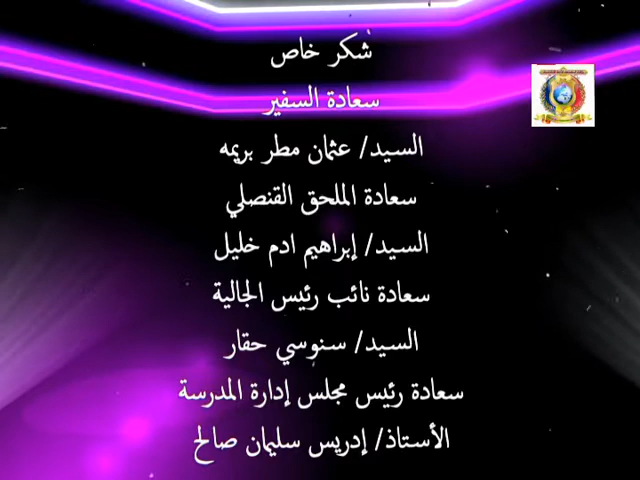 شكر خاص
سعادة السفير
السيد/ عثمان مطر بريمه
سعادة الملحق القنصلي
السيد/ إبراهيم ادم خليل
سعادة نائب رئيس الجالية
السيد/ سنوسي حقار
سعادة رئيس مجلس إدارة المدرسة
الأستاذ/ إدريس سليمان صالح